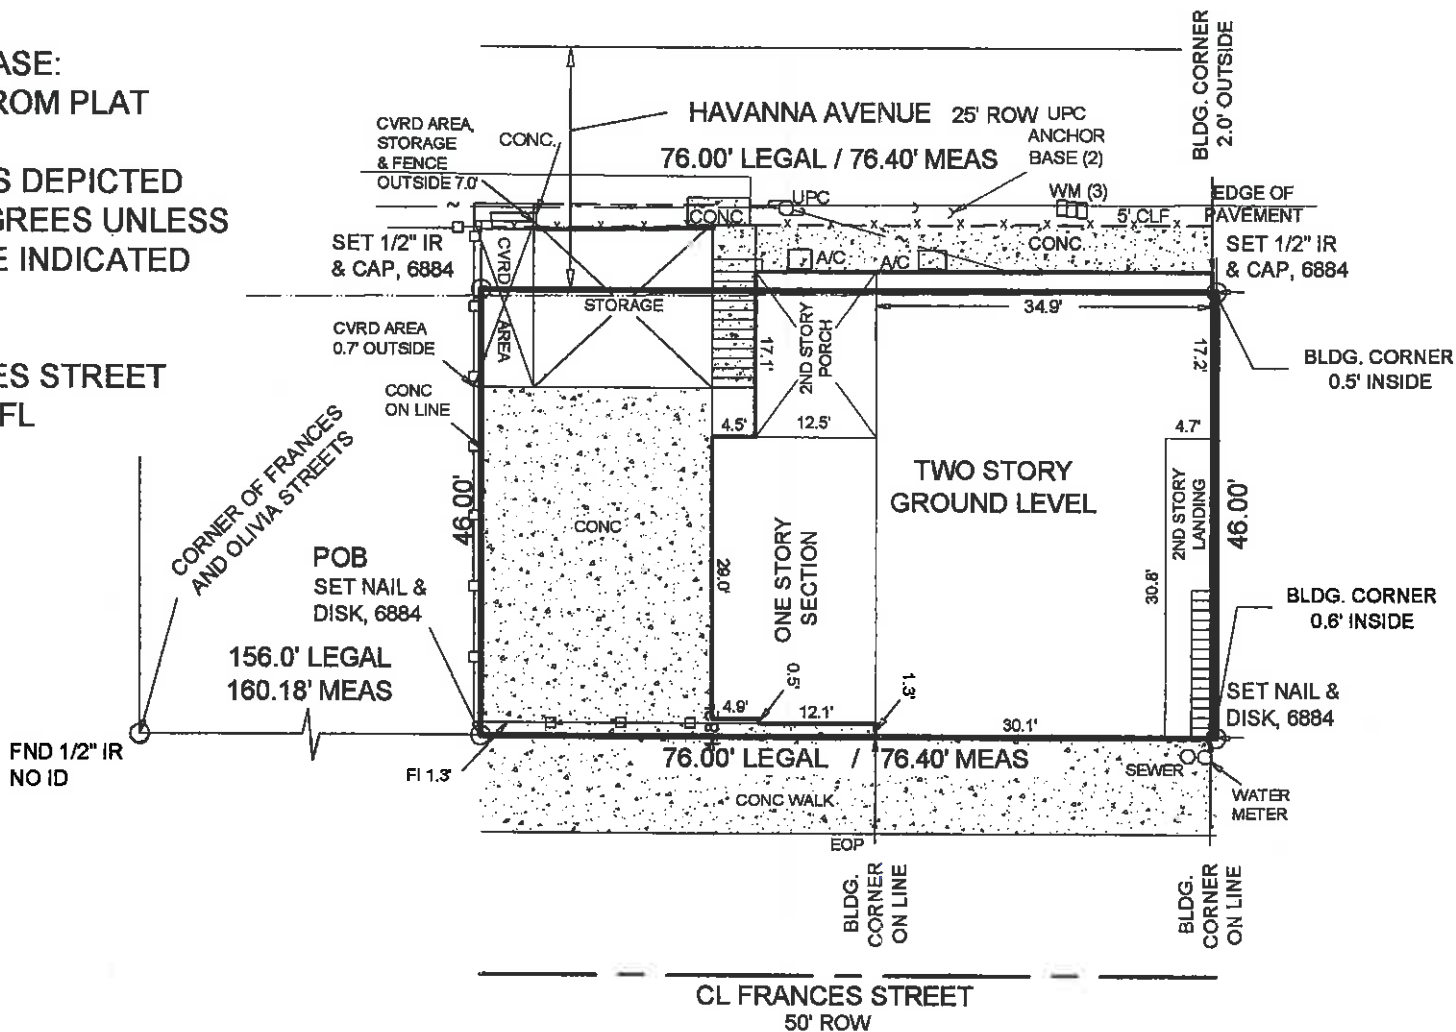 ASE:
ROM PLAT
S DEPICTED
GREES UNLESS
E INDICATED
ES STREET
FL
BLDG. CORNER
2.0' OUTSIDE
HAVANNA AVENUE 25' ROW
UPC
ANCHOR
BASE (2)
76.00' LEGAL / 76.40' MEAS
CVRD AREA,
STORAGE
& FENCE
OUTSIDE 7.0'
CONC.
CONC.
UPC
WM (3)
5' CLF
EDGE OF
PAVEMENT
SET 1/2" IR
& CAP, 6884
CONC.
A/C
A/C
SET 1/2" IR
& CAP, 6884
CVRD
AREA
STORAGE
34.9'
CVRD AREA
0.7' OUTSIDE
17.1'
2ND STORY
PORCH
17.2'
BLDG. CORNER
0.5' INSIDE
CONC
ON LINE
4.5'
12.5'
4.7'
CORNER OF FRANCES
AND OLIVIA STREETS
46.00'
CONC
TWO STORY
GROUND LEVEL
2ND STORY
LANDING
46.00'
POB
SET NAIL &
DISK, 6884
29.0'
ONE STORY
SECTION
30.8'
BLDG. CORNER
0.6' INSIDE
156.0' LEGAL
160.18' MEAS
0.5'
1.3'
4.9'
12.1'
30.1'
SET NAIL &
DISK, 6884
FND 1/2" IR
NO ID
FI 1.3'
76.00' LEGAL / 76.40' MEAS
SEWER
CONC WALK
WATER
METER
EOP
BLDG.
CORNER
ON LINE
BLDG.
CORNER
ON LINE
CL FRANCES STREET
50' ROW